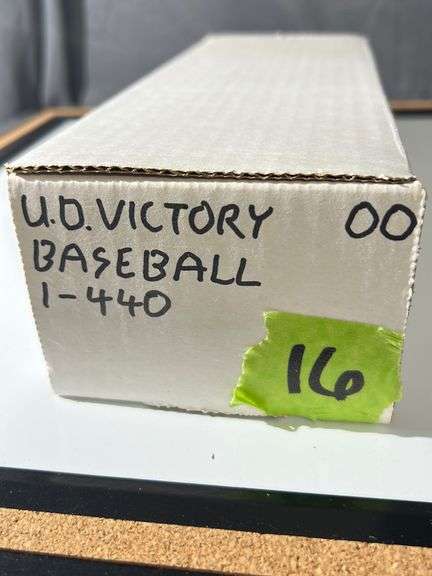 U.D. VICTORY 00
BASEBALL
1-440
16